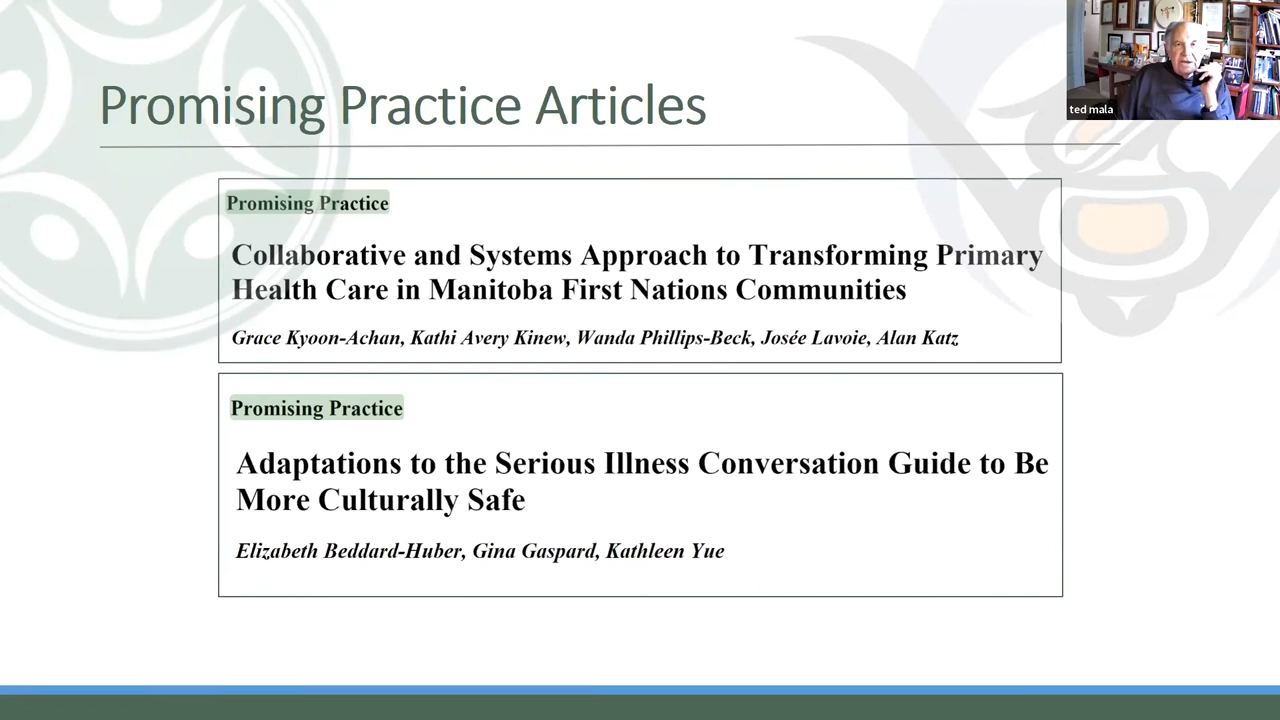 Promising Practice Articles
ted mala
Promising Practice
Collaborative and Systems Approach to Transforming Primary
Health Care in Manitoba First Nations Communities
Grace Kyoon-Achan, Kathi Avery Kinew, Wanda Phillips-Beck, Josée Lavoie, Alan Katz
Promising Practice
Adaptations to the Serious Illness Conversation Guide to Be
More Culturally Safe
Elizabeth Beddard-Huber, Gina Gaspard, Kathleen Yue